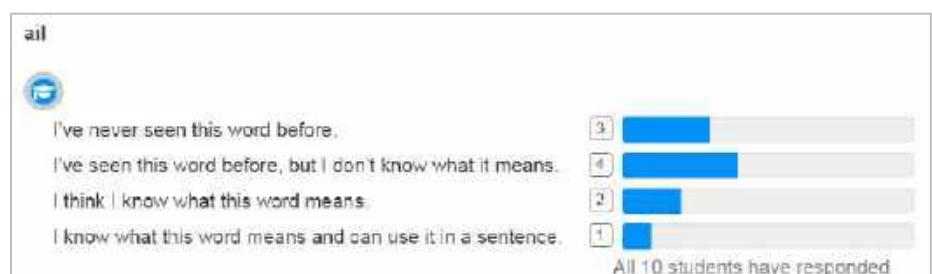 ail
I've never seen this word before. 3
I've seen this word before, but I don't know what it means. 4
I think I know what this word means. 2
I know what this word means and can use it in a sentence. 1
All 10 students have responded